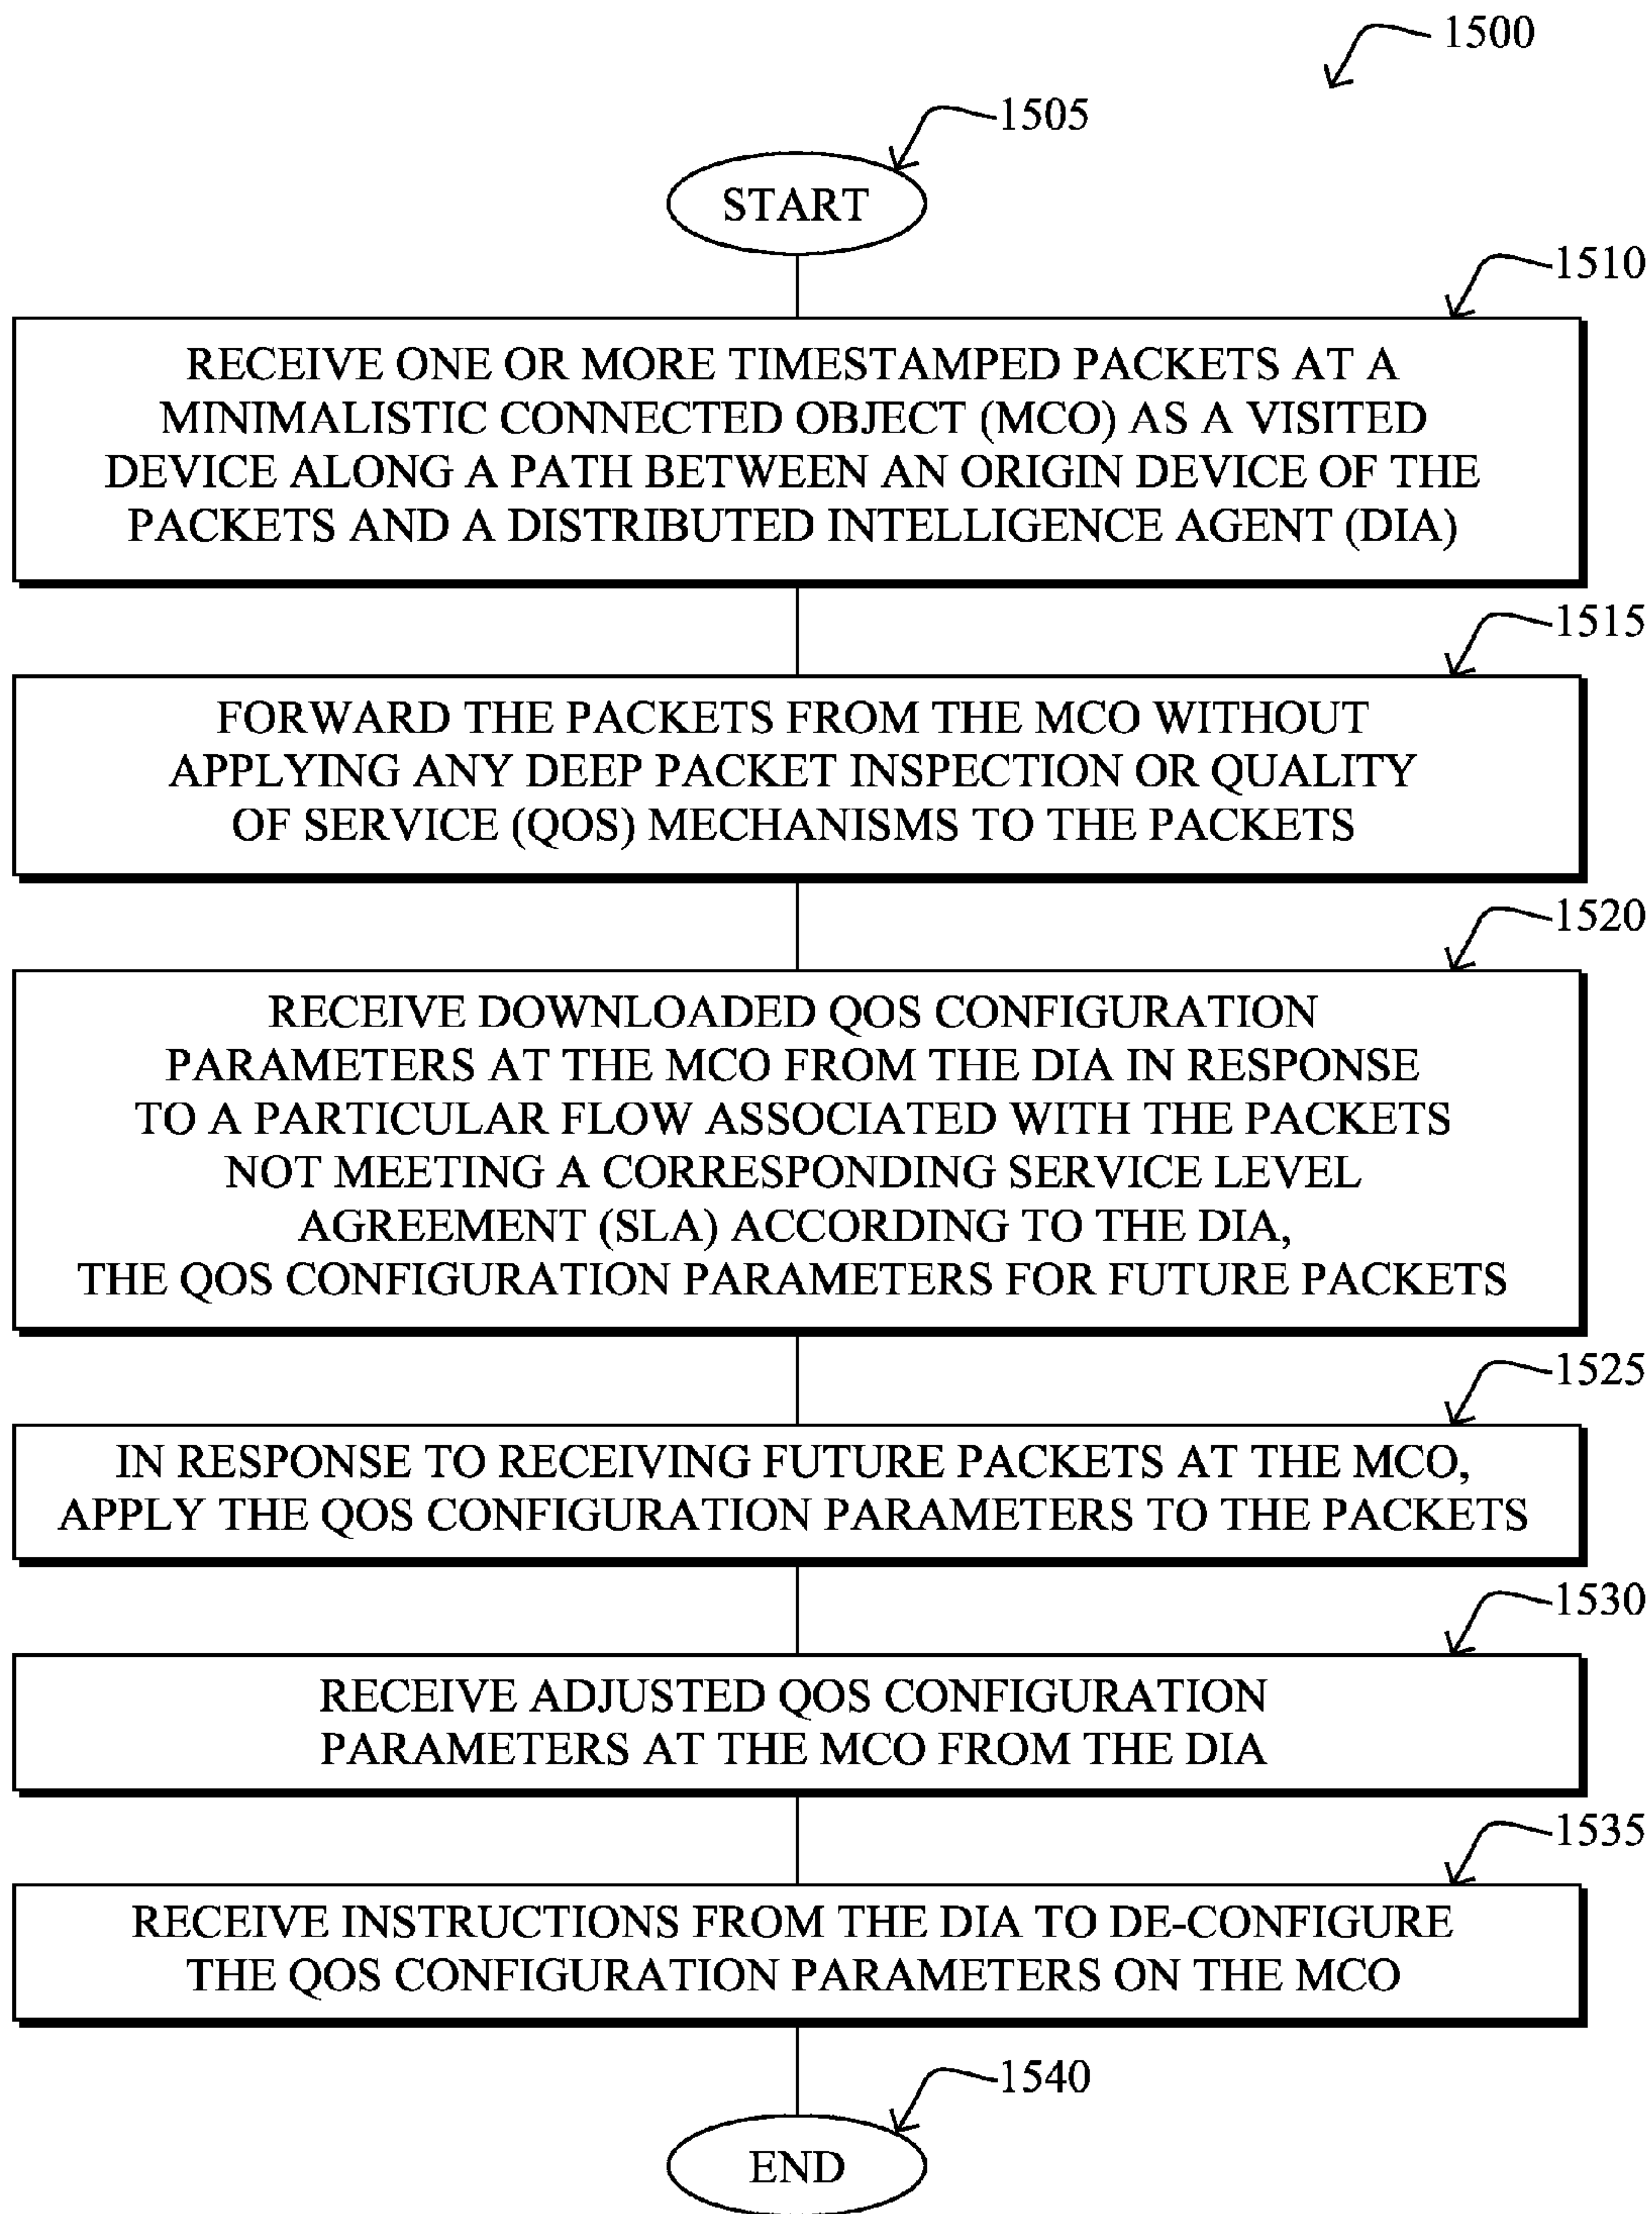 1500
1505
START
1510
RECEIVE ONE OR MORE TIMESTAMPED PACKETS AT A
MINIMALISTIC CONNECTED OBJECT (MCO) AS A VISITED
DEVICE ALONG A PATH BETWEEN AN ORIGIN DEVICE OF THE
PACKETS AND A DISTRIBUTED INTELLIGENCE AGENT (DIA)
1515
FORWARD THE PACKETS FROM THE MCO WITHOUT
APPLYING ANY DEEP PACKET INSPECTION OR QUALITY
OF SERVICE (QOS) MECHANISMS TO THE PACKETS
1520
RECEIVE DOWNLOADED QOS CONFIGURATION
PARAMETERS AT THE MCO FROM THE DIA IN RESPONSE
TO A PARTICULAR FLOW ASSOCIATED WITH THE PACKETS
NOT MEETING A CORRESPONDING SERVICE LEVEL
AGREEMENT (SLA) ACCORDING TO THE DIA,
THE QOS CONFIGURATION PARAMETERS FOR FUTURE PACKETS
1525
IN RESPONSE TO RECEIVING FUTURE PACKETS AT THE MCO,
APPLY THE QOS CONFIGURATION PARAMETERS TO THE PACKETS
1530
RECEIVE ADJUSTED QOS CONFIGURATION
PARAMETERS AT THE MCO FROM THE DIA
1535
RECEIVE INSTRUCTIONS FROM THE DIA TO DE-CONFIGURE
THE QOS CONFIGURATION PARAMETERS ON THE MCO
1540
END